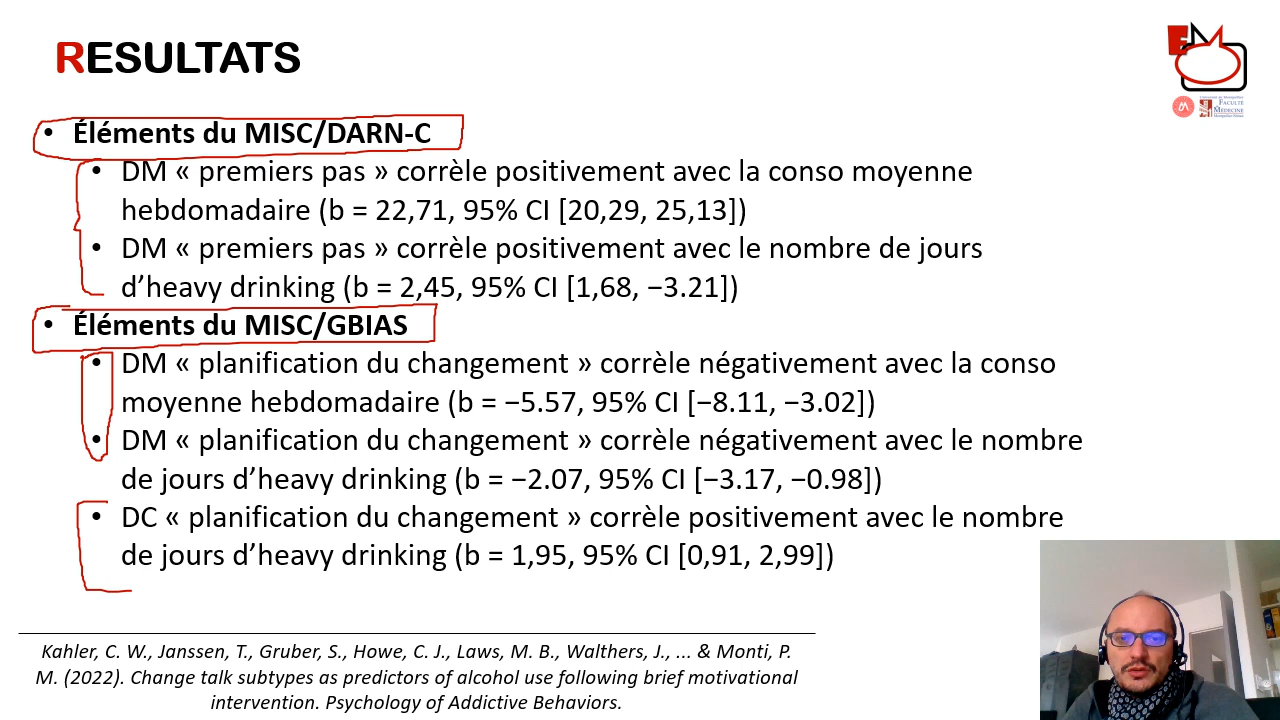 RESULTATS
• Éléments du MISC/DARN-C
• DM « premiers pas » corrèle positivement avec la conso moyenne
hebdomadaire (b = 22,71, 95% CI [20,29, 25,13])
• DM « premiers pas » corrèle positivement avec le nombre de jours
d’heavy drinking (b = 2,45, 95% CI [1,68, −3.21])
• Éléments du MISC/GBIAS
• DM « planification du changement » corrèle négativement avec la conso
moyenne hebdomadaire (b = −5.57, 95% CI [−8.11, −3.02])
• DM « planification du changement » corrèle négativement avec le nombre
de jours d’heavy drinking (b = −2.07, 95% CI [−3.17, −0.98])
• DC « planification du changement » corrèle positivement avec le nombre
de jours d’heavy drinking (b = 1,95, 95% CI [0,91, 2,99])
Kahler, C. W., Janssen, T., Gruber, S., Howe, C. J., Laws, M. B., Walthers, J., ... & Monti, P.
M. (2022). Change talk subtypes as predictors of alcohol use following brief motivational
intervention. Psychology of Addictive Behaviors.
FACULTÉ
MÉDECINE